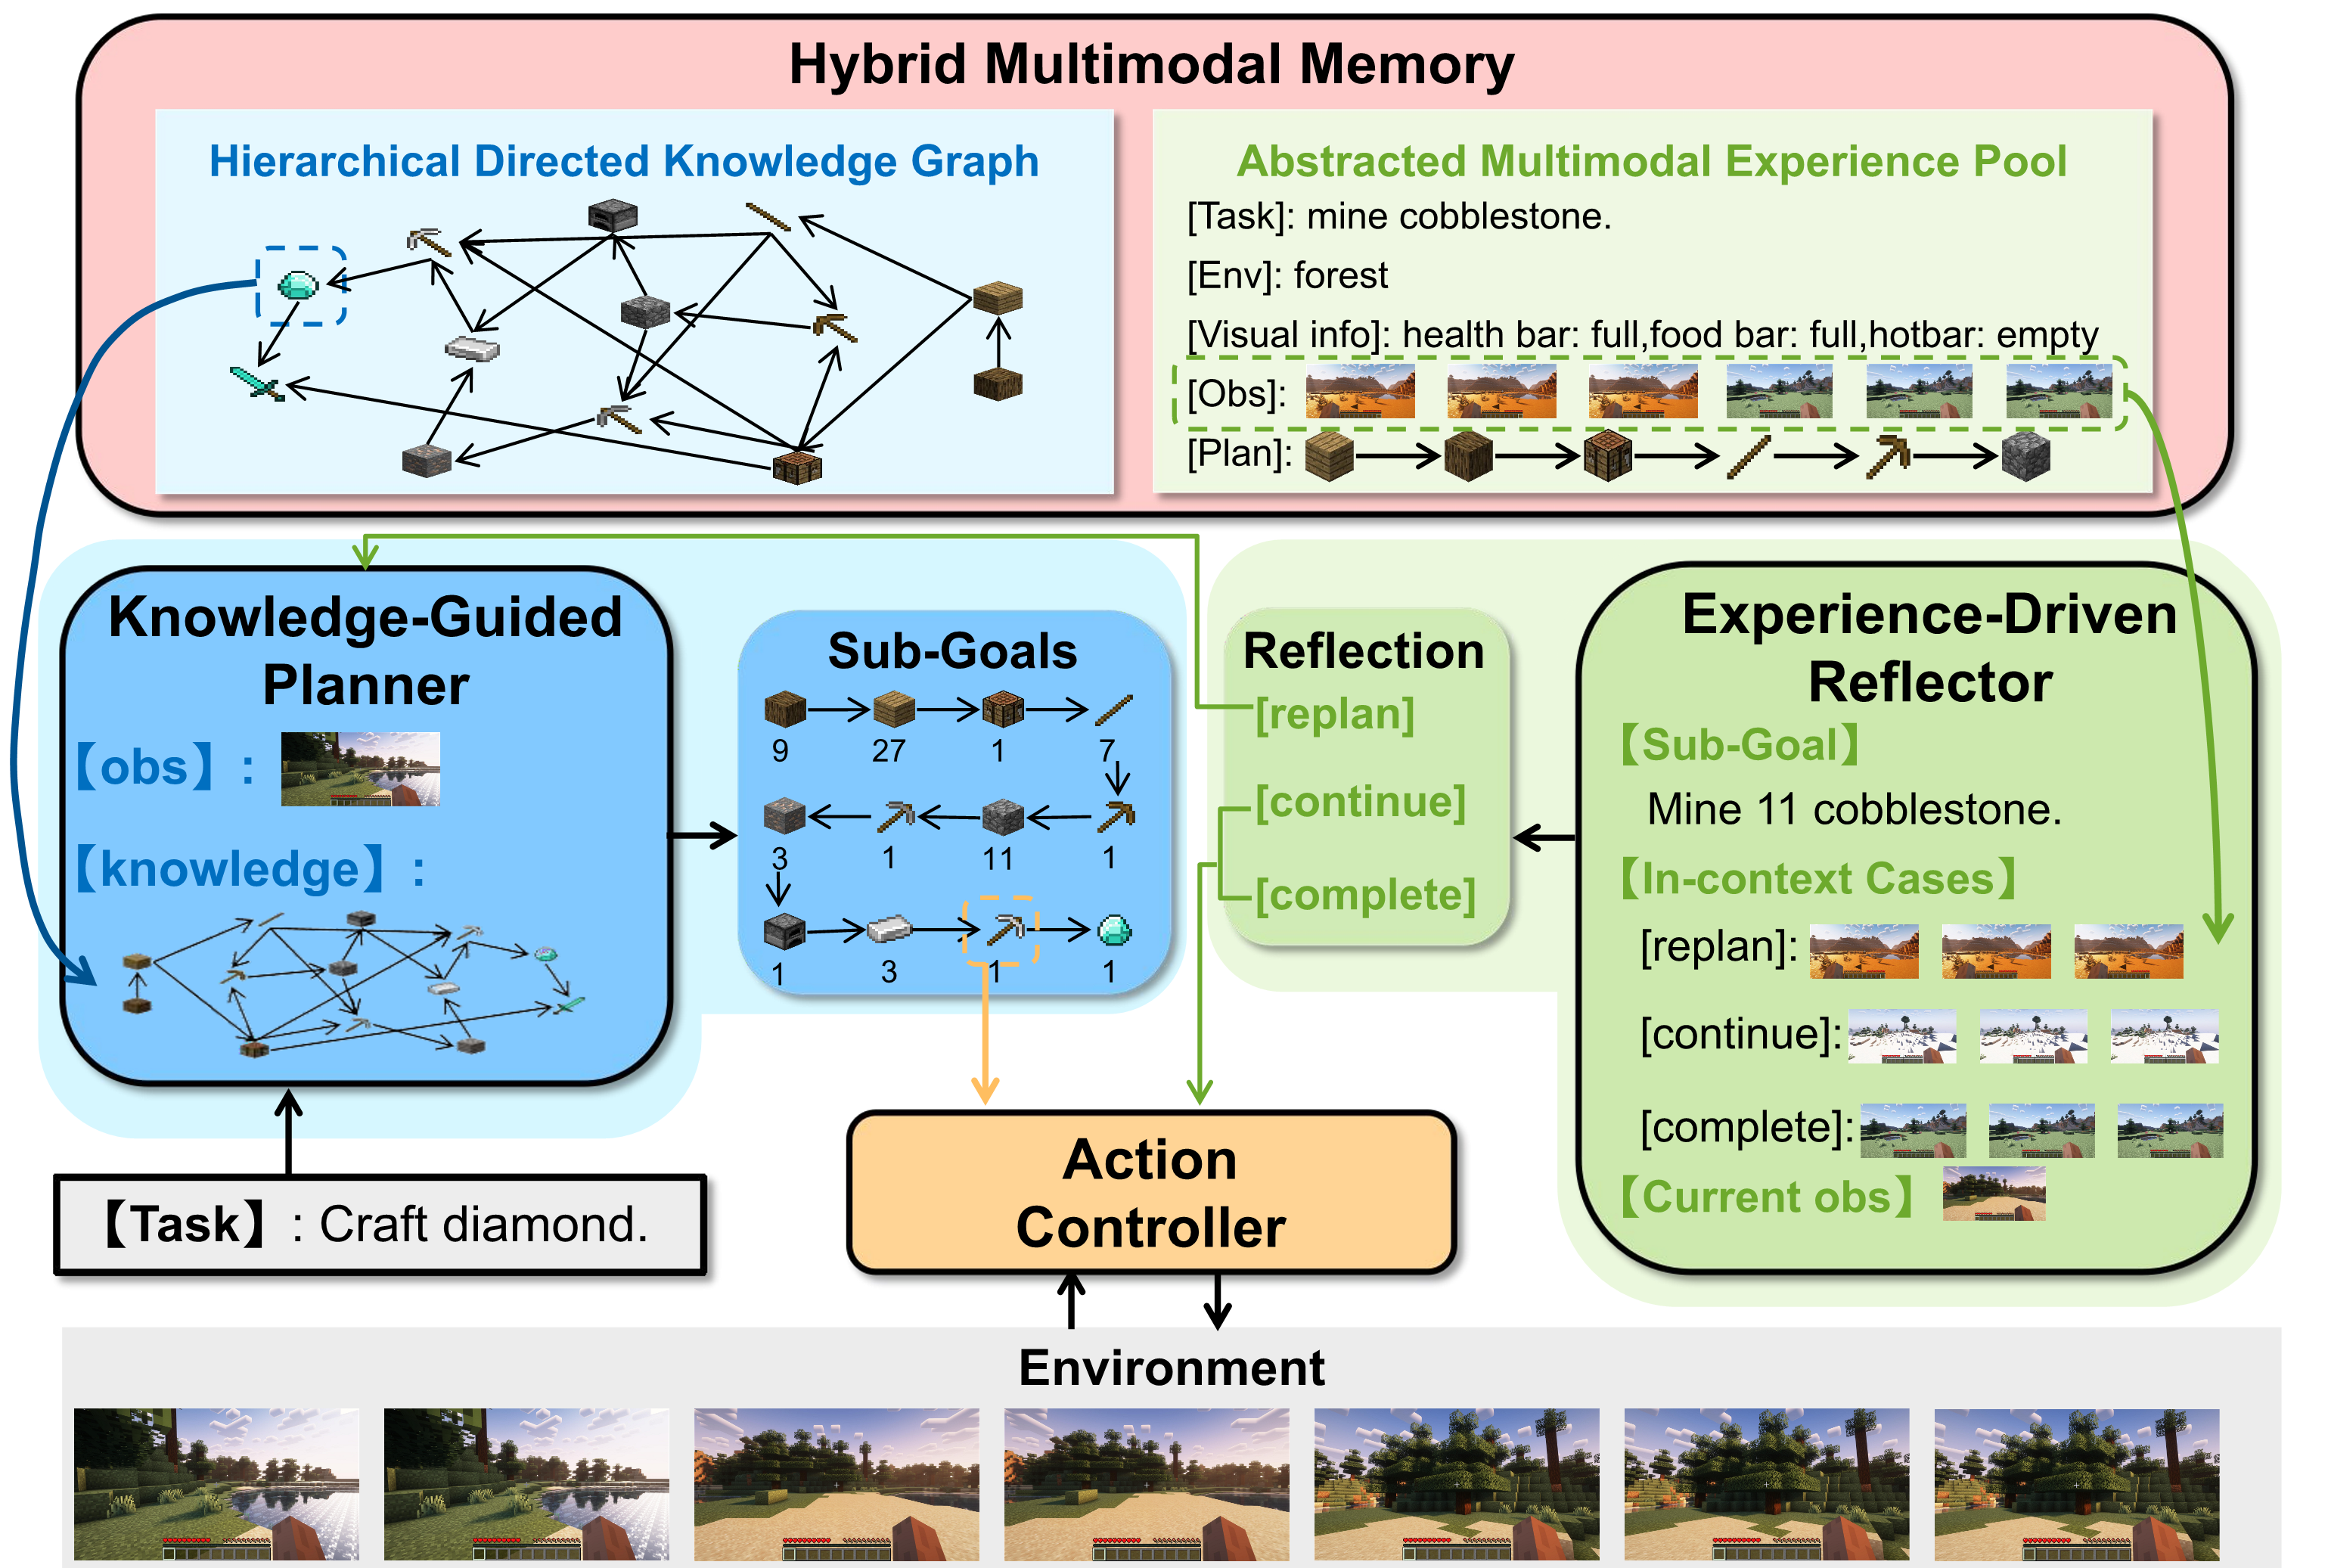 Hybrid Multimodal Memory
Hierarchical Directed Knowledge Graph
Abstracted Multimodal Experience Pool
[Task]: mine cobblestone.
[Env]: forest
[Visual info]: health bar: full,food bar: full,hotbar: empty
[Obs]:
[Plan]:
Knowledge-Guided
Planner
【obs】:
【knowledge】:
Sub-Goals
9 27 1 7
3 1 11 1
1 3 1 1
Reflection
[replan]
[continue]
[complete]
Experience-Driven
Reflector
【Sub-Goal】
Mine 11 cobblestone.
【In-context Cases】
[replan]:
[continue]:
[complete]:
【Current obs】
【Task】: Craft diamond.
Action
Controller
Environment